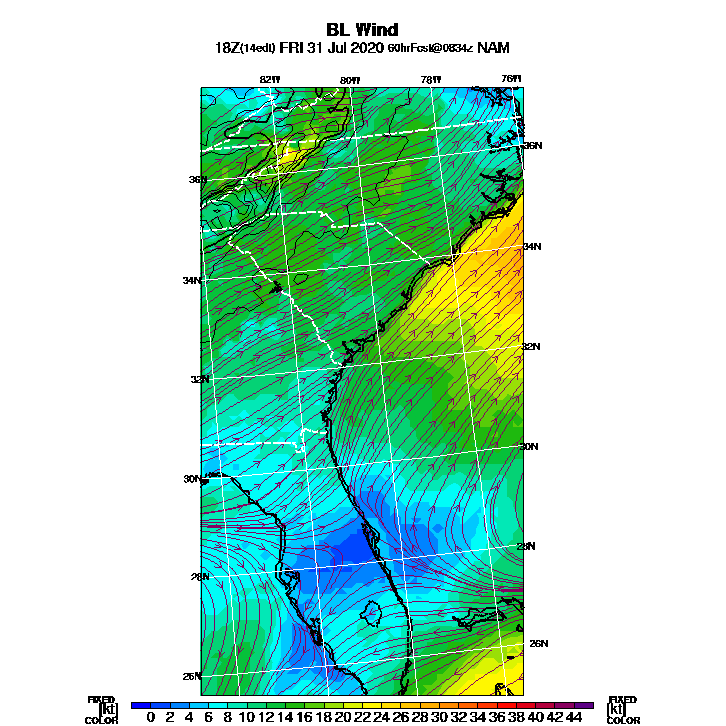 BL Wind
18Z(14edt) FRI 31 Jul 2020 60hrFcst@0834z NAM
82W 80W 78W 76W
36N
36N
34N
34N
32N
32N
30N
30N
28N
28N
26N
26N
FIXED FIXED
[kt] 0 2 4 6 8 10 12 14 16 18 20 22 24 26 28 30 32 34 36 38 40 42 44 [kt]
COLOR COLOR